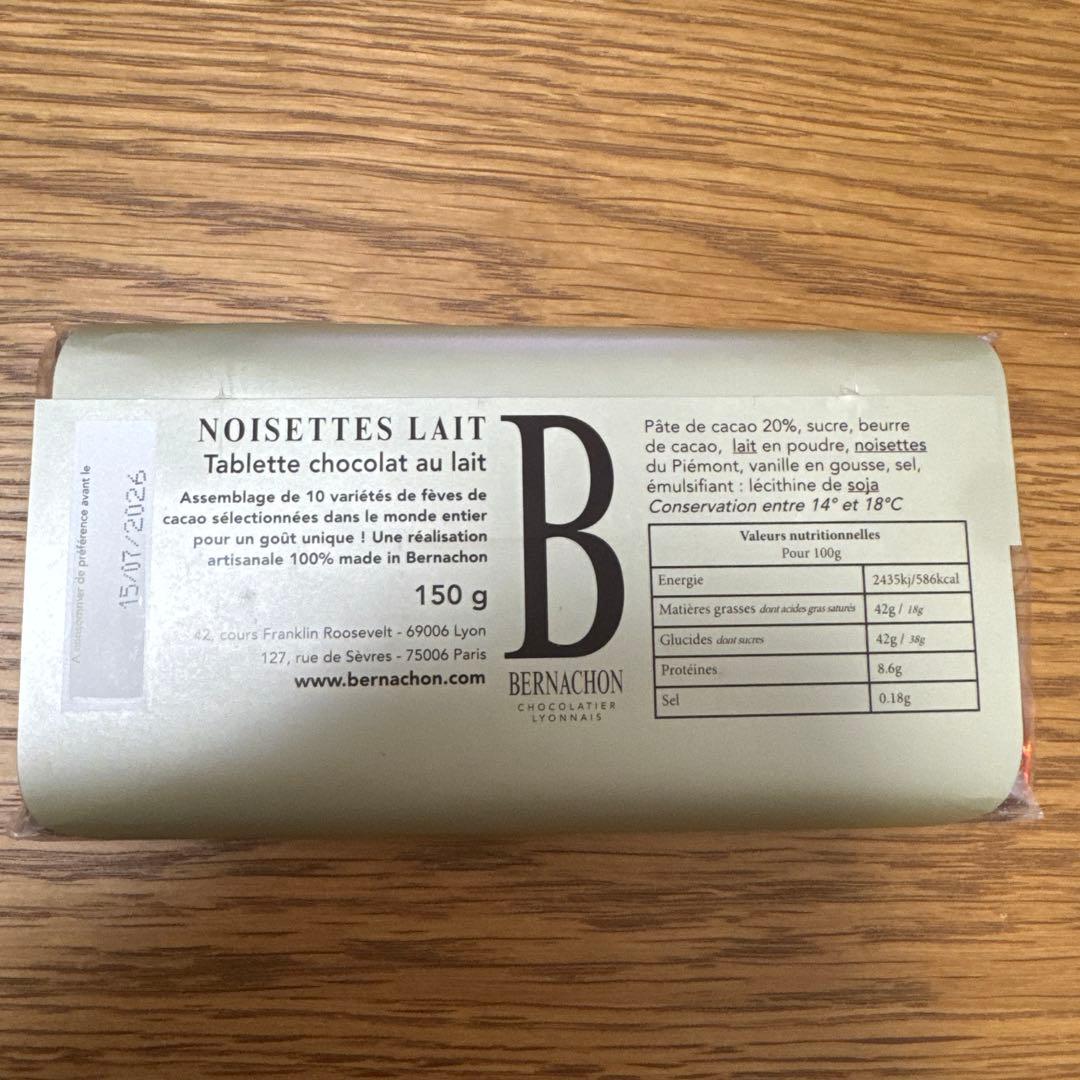 A consommer de préférence avant le
15/07/2026
NOISETTES LAIT
Tablette chocolat au lait
Assemblage de 10 variétés de fèves de
cacao sélectionnées dans le monde entier
pour un goût unique ! Une réalisation
artisanale 100% made in Bernachon
150 g
42, cours Franklin Roosevelt - 69006 Lyon
127, rue de Sèvres - 75006 Paris
www.bernachon.com
B
BERNACHON
CHOCOLATIER
LYONNAIS
Pâte de cacao 20%, sucre, beurre
de cacao, lait en poudre, noisettes
du Piémont, vanille en gousse, sel,
émulsifiant : lécithine de soja
Conservation entre 14° et 18°C
Valeurs nutritionnelles
Pour 100g
Energie 2435kj/586kcal
Matières grasses dont acides gras saturés 42g / 18g
Glucides dont sucres 42g / 38g
Protéines 8.6g
Sel 0.18g